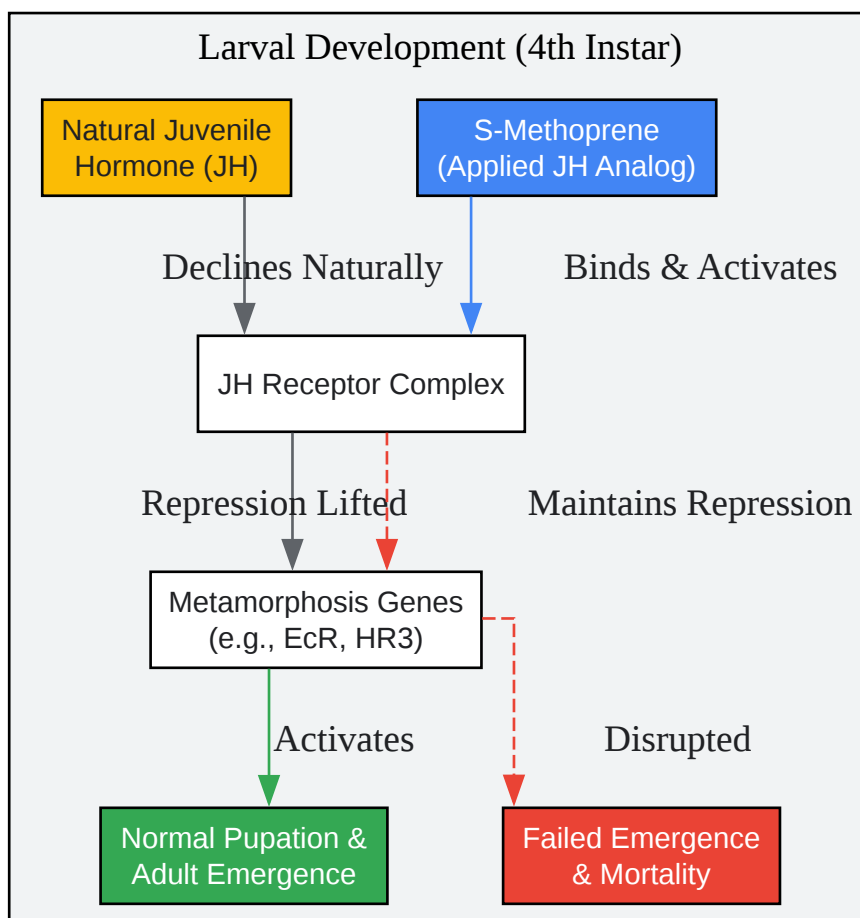 Larval Development (4th Instar)
Natural Juvenile
Hormone (JH)
S-Methoprene
(Applied JH Analog)
Declines Naturally
Binds & Activates
JH Receptor Complex
Repression Lifted
Maintains Repression
Metamorphosis Genes
(e.g., EcR, HR3)
Activates
Disrupted
Normal Pupation &
Adult Emergence
Failed Emergence
& Mortality